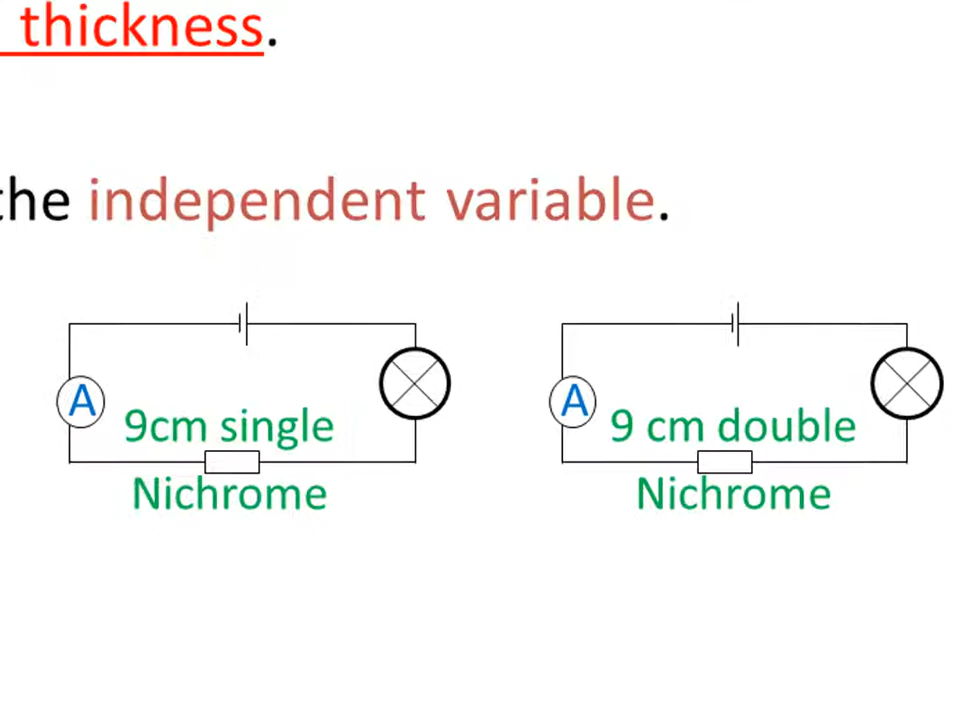 thickness.
the independent variable.
A
9cm single
Nichrome
A
9 cm double
Nichrome